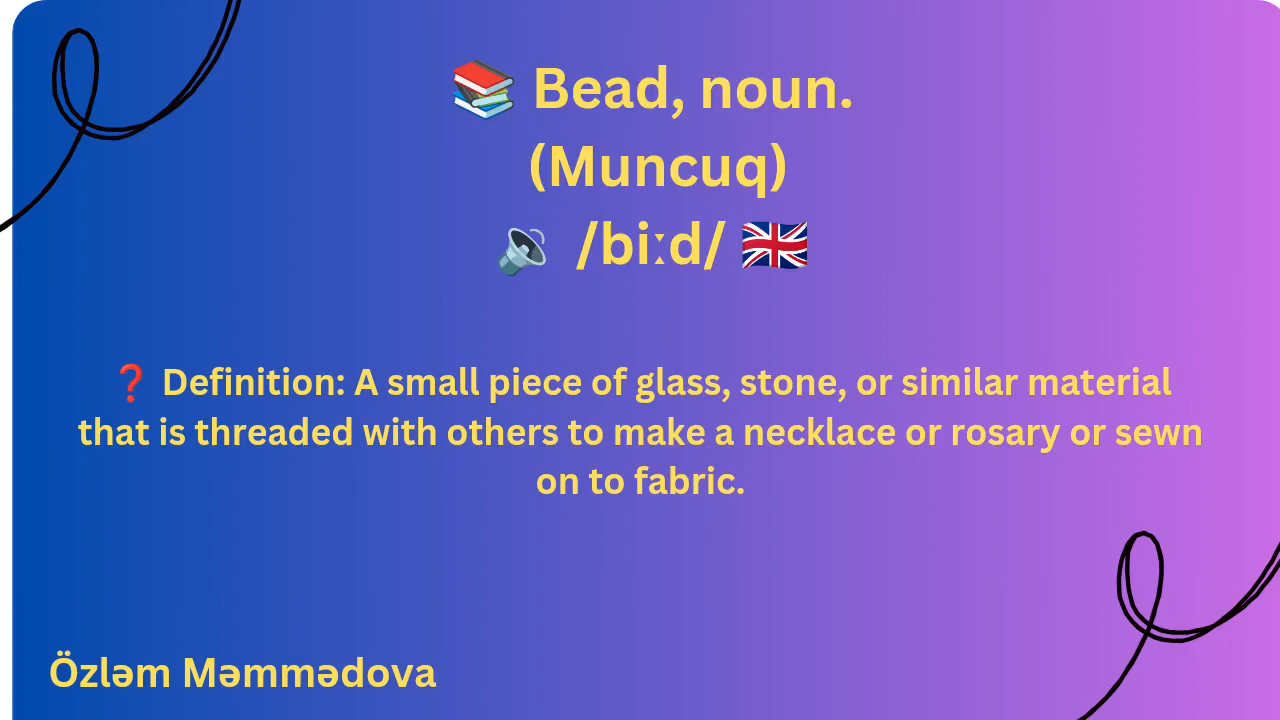 📚 Bead, noun.
(Muncuq)
🔉 /biːd/ 🇬🇧
❓ Definition: A small piece of glass, stone, or similar material
that is threaded with others to make a necklace or rosary or sewn
on to fabric.
Özləm Məmmədova